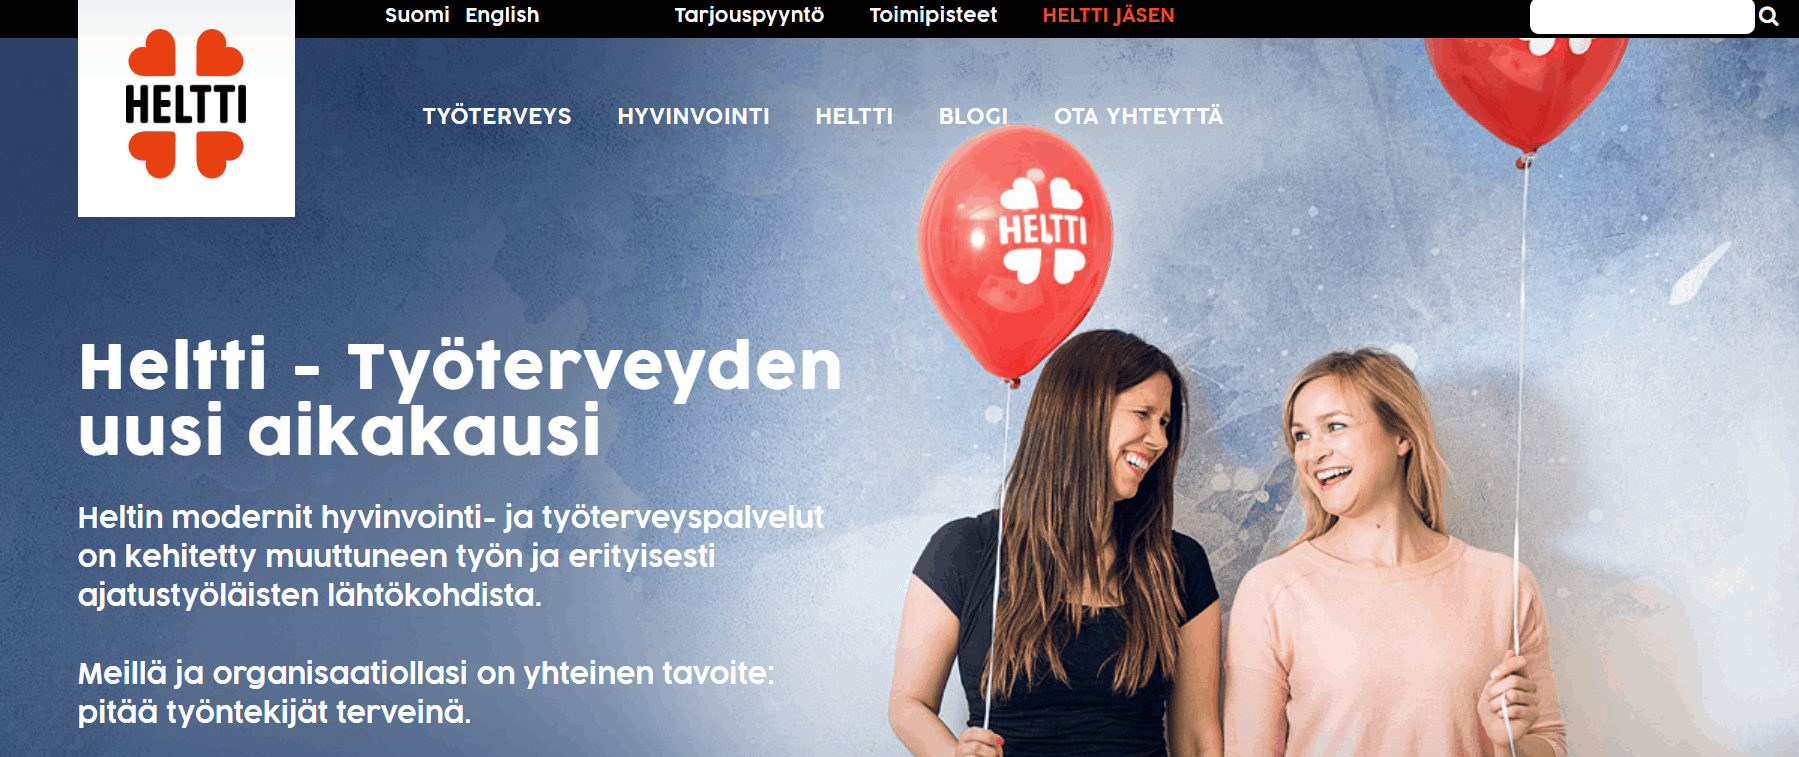 Suomi English Tarjouspyyntö Toimipisteet HELTTI JÄSEN
HELTTI
TYÖTERVEYS HYVINVOINTI HELTTI BLOGI OTA YHTEYTTÄ
HELTTI
Heltti - Työterveyden
uusi aikakausi
Heltin modernit hyvinvointi- ja työterveyspalvelut
on kehitetty muuttuneen työn ja erityisesti
ajatustyöläisten lähtökohdista.
Meillä ja organisaatiollasi on yhteinen tavoite:
pitää työntekijät terveinä.